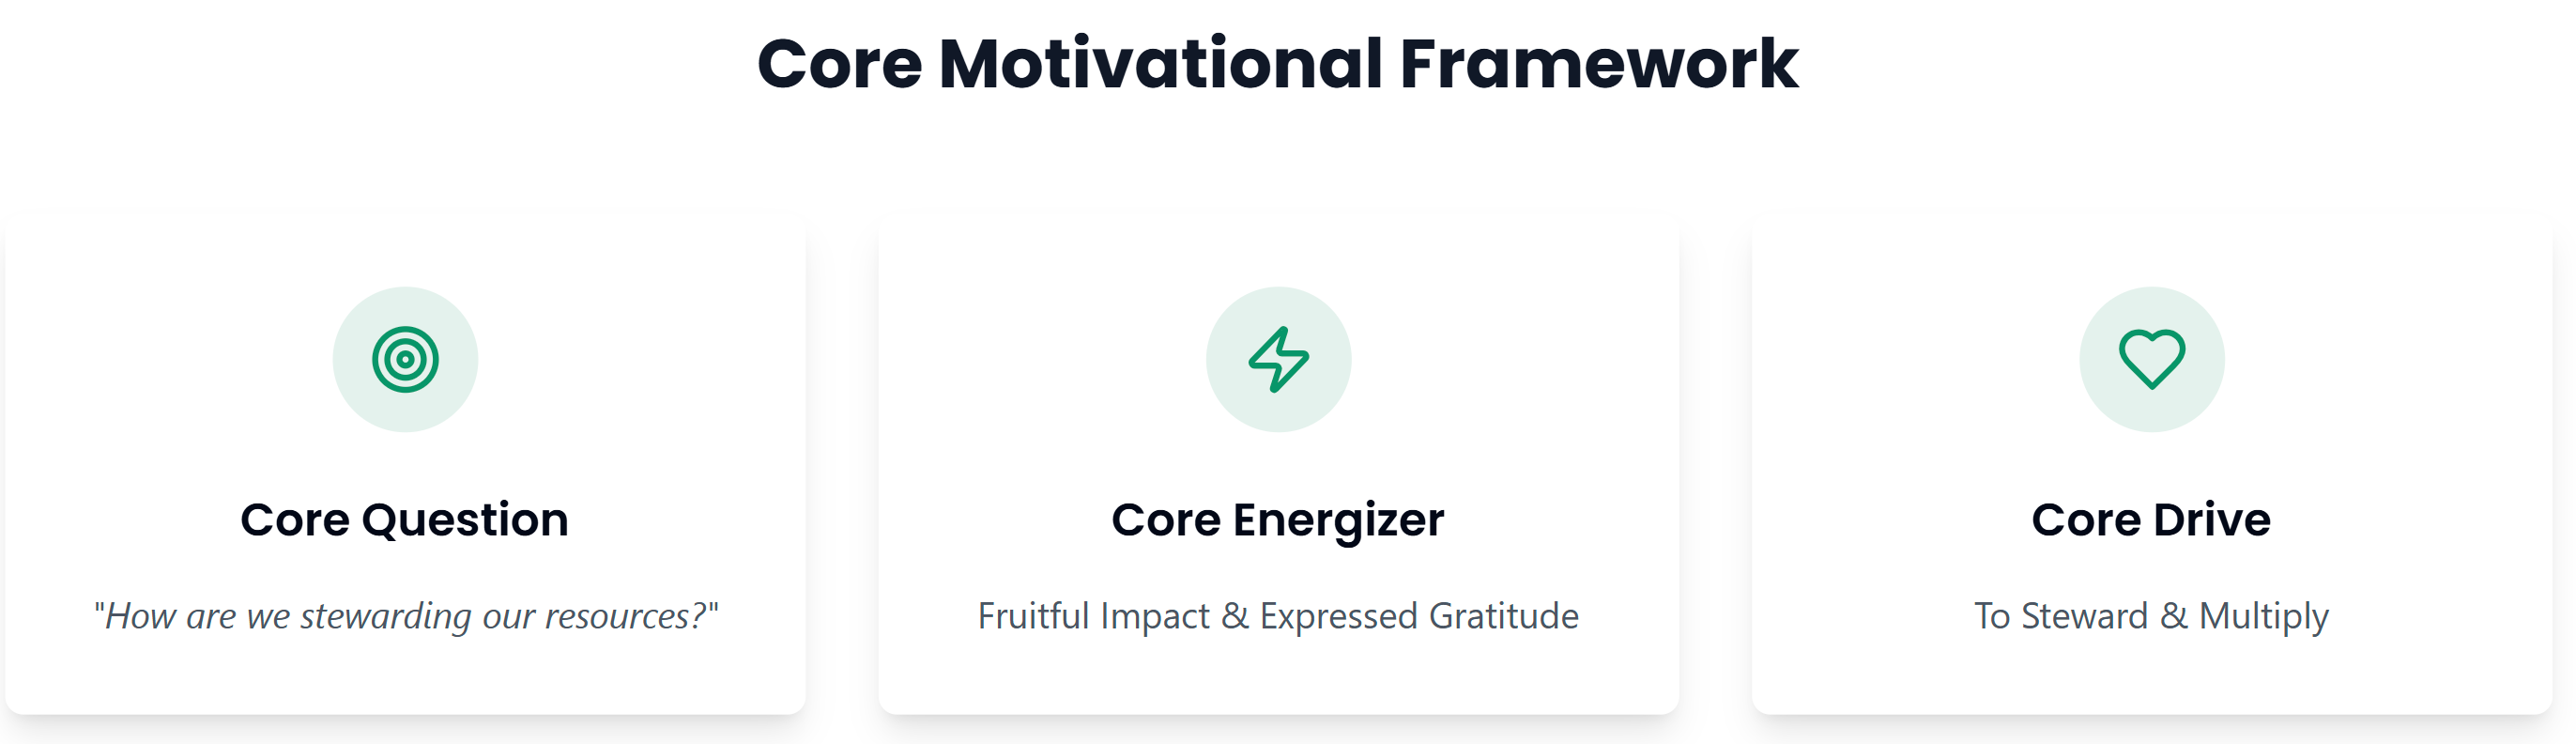 Core Motivational Framework
Core Question
"How are we stewarding our resources?"
Core Energizer
Fruitful Impact & Expressed Gratitude
Core Drive
To Steward & Multiply